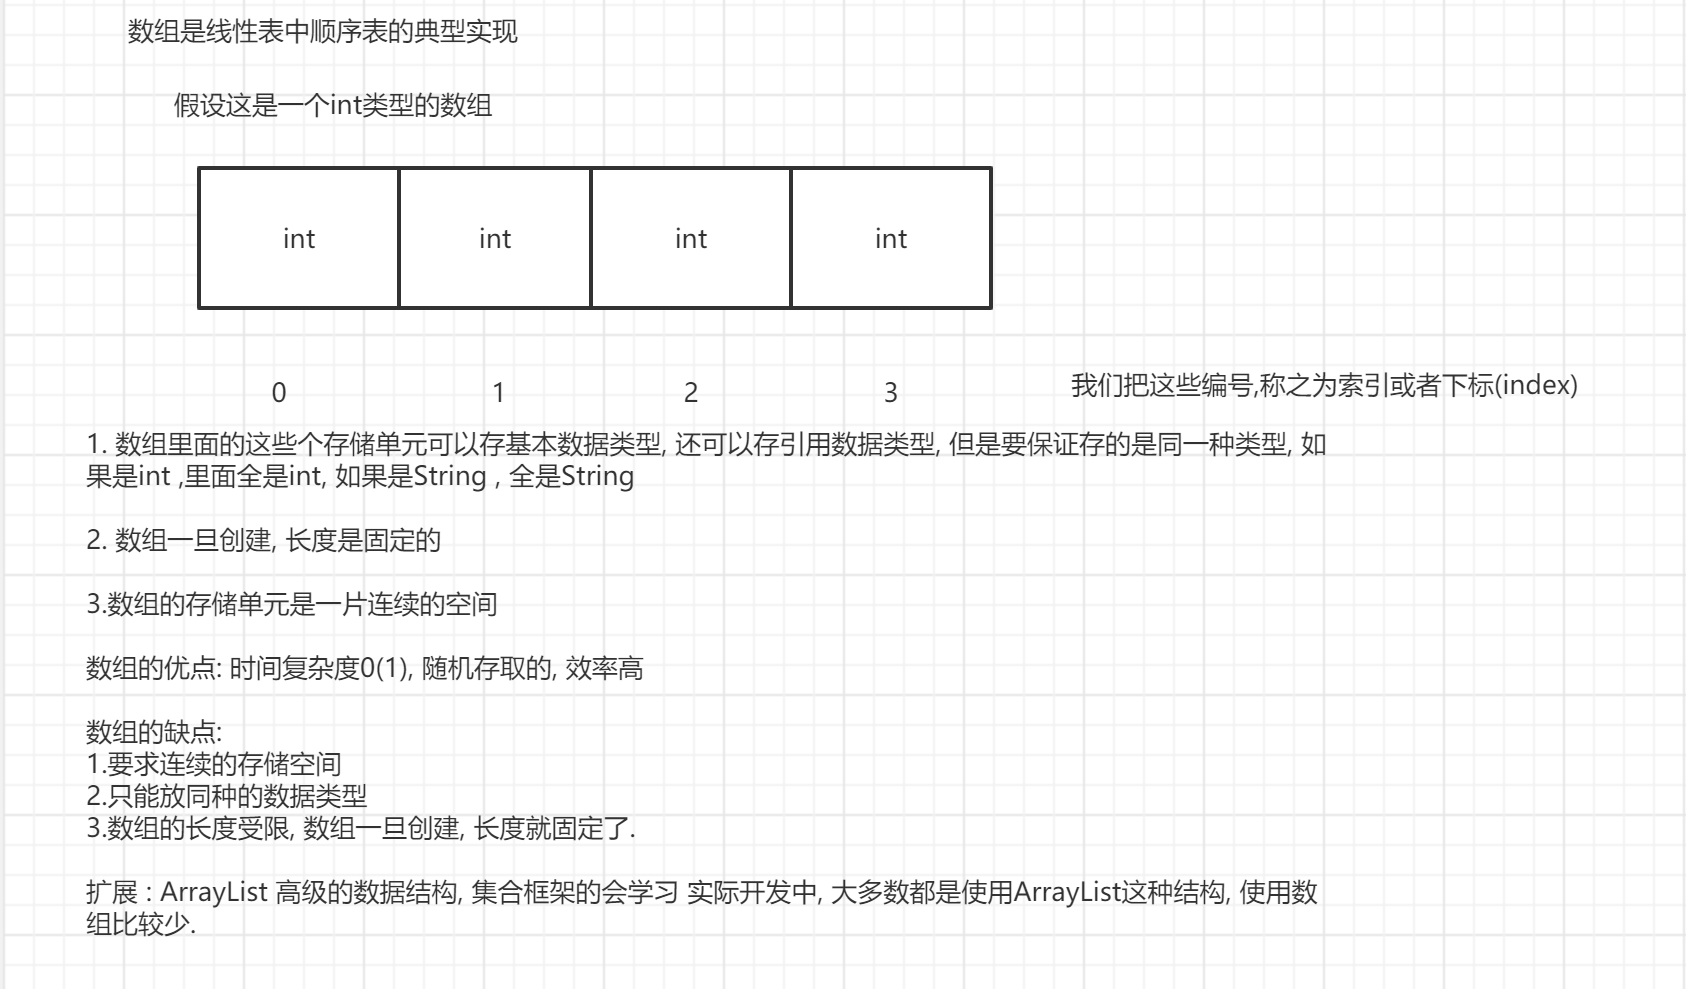 数组是线性表中顺序表的典型实现
假设这是一个int类型的数组
int int int int
0 1 2 3 我们把这些编号,称之为索引或者下标(index)
1. 数组里面的这些个存储单元可以存基本数据类型, 还可以存引用数据类型, 但是要保证存的是同一种类型, 如
果是int ,里面全是int, 如果是String , 全是String
2. 数组一旦创建, 长度是固定的
3.数组的存储单元是一片连续的空间
数组的优点: 时间复杂度0(1), 随机存取的, 效率高
数组的缺点:
1.要求连续的存储空间
2.只能放同种的数据类型
3.数组的长度受限, 数组一旦创建, 长度就固定了.
扩展 : ArrayList 高级的数据结构, 集合框架的会学习 实际开发中, 大多数都是使用ArrayList这种结构, 使用数
组比较少.